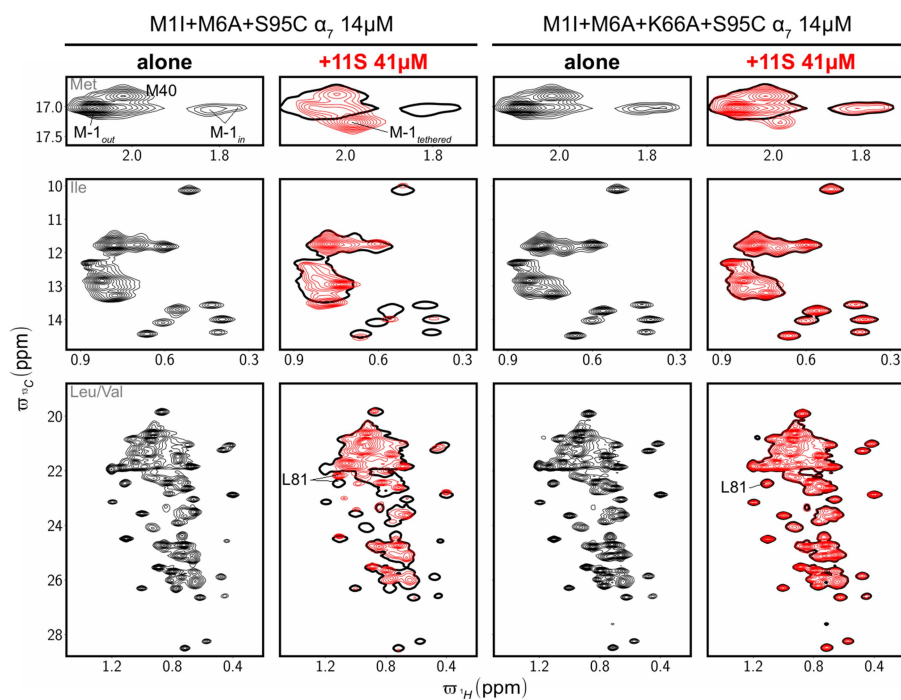 M1I+M6A+S95C α7 14μM
M1I+M6A+K66A+S95C α7 14μM
alone
+11S 41μM
alone
+11S 41μM
Met
M40
M-1out
M-1in
M-1tethered
17.0
17.5
2.0 1.8
2.0 1.8
2.0 1.8
2.0 1.8
Ile
10
11
12
13
14
0.9 0.6 0.3
0.9 0.6 0.3
0.9 0.6 0.3
0.9 0.6 0.3
ϖ 13C (ppm)
Leu/Val
L81
L81
20
22
24
26
28
1.2 0.8 0.4
1.2 0.8 0.4
1.2 0.8 0.4
1.2 0.8 0.4
ϖ 1H (ppm)